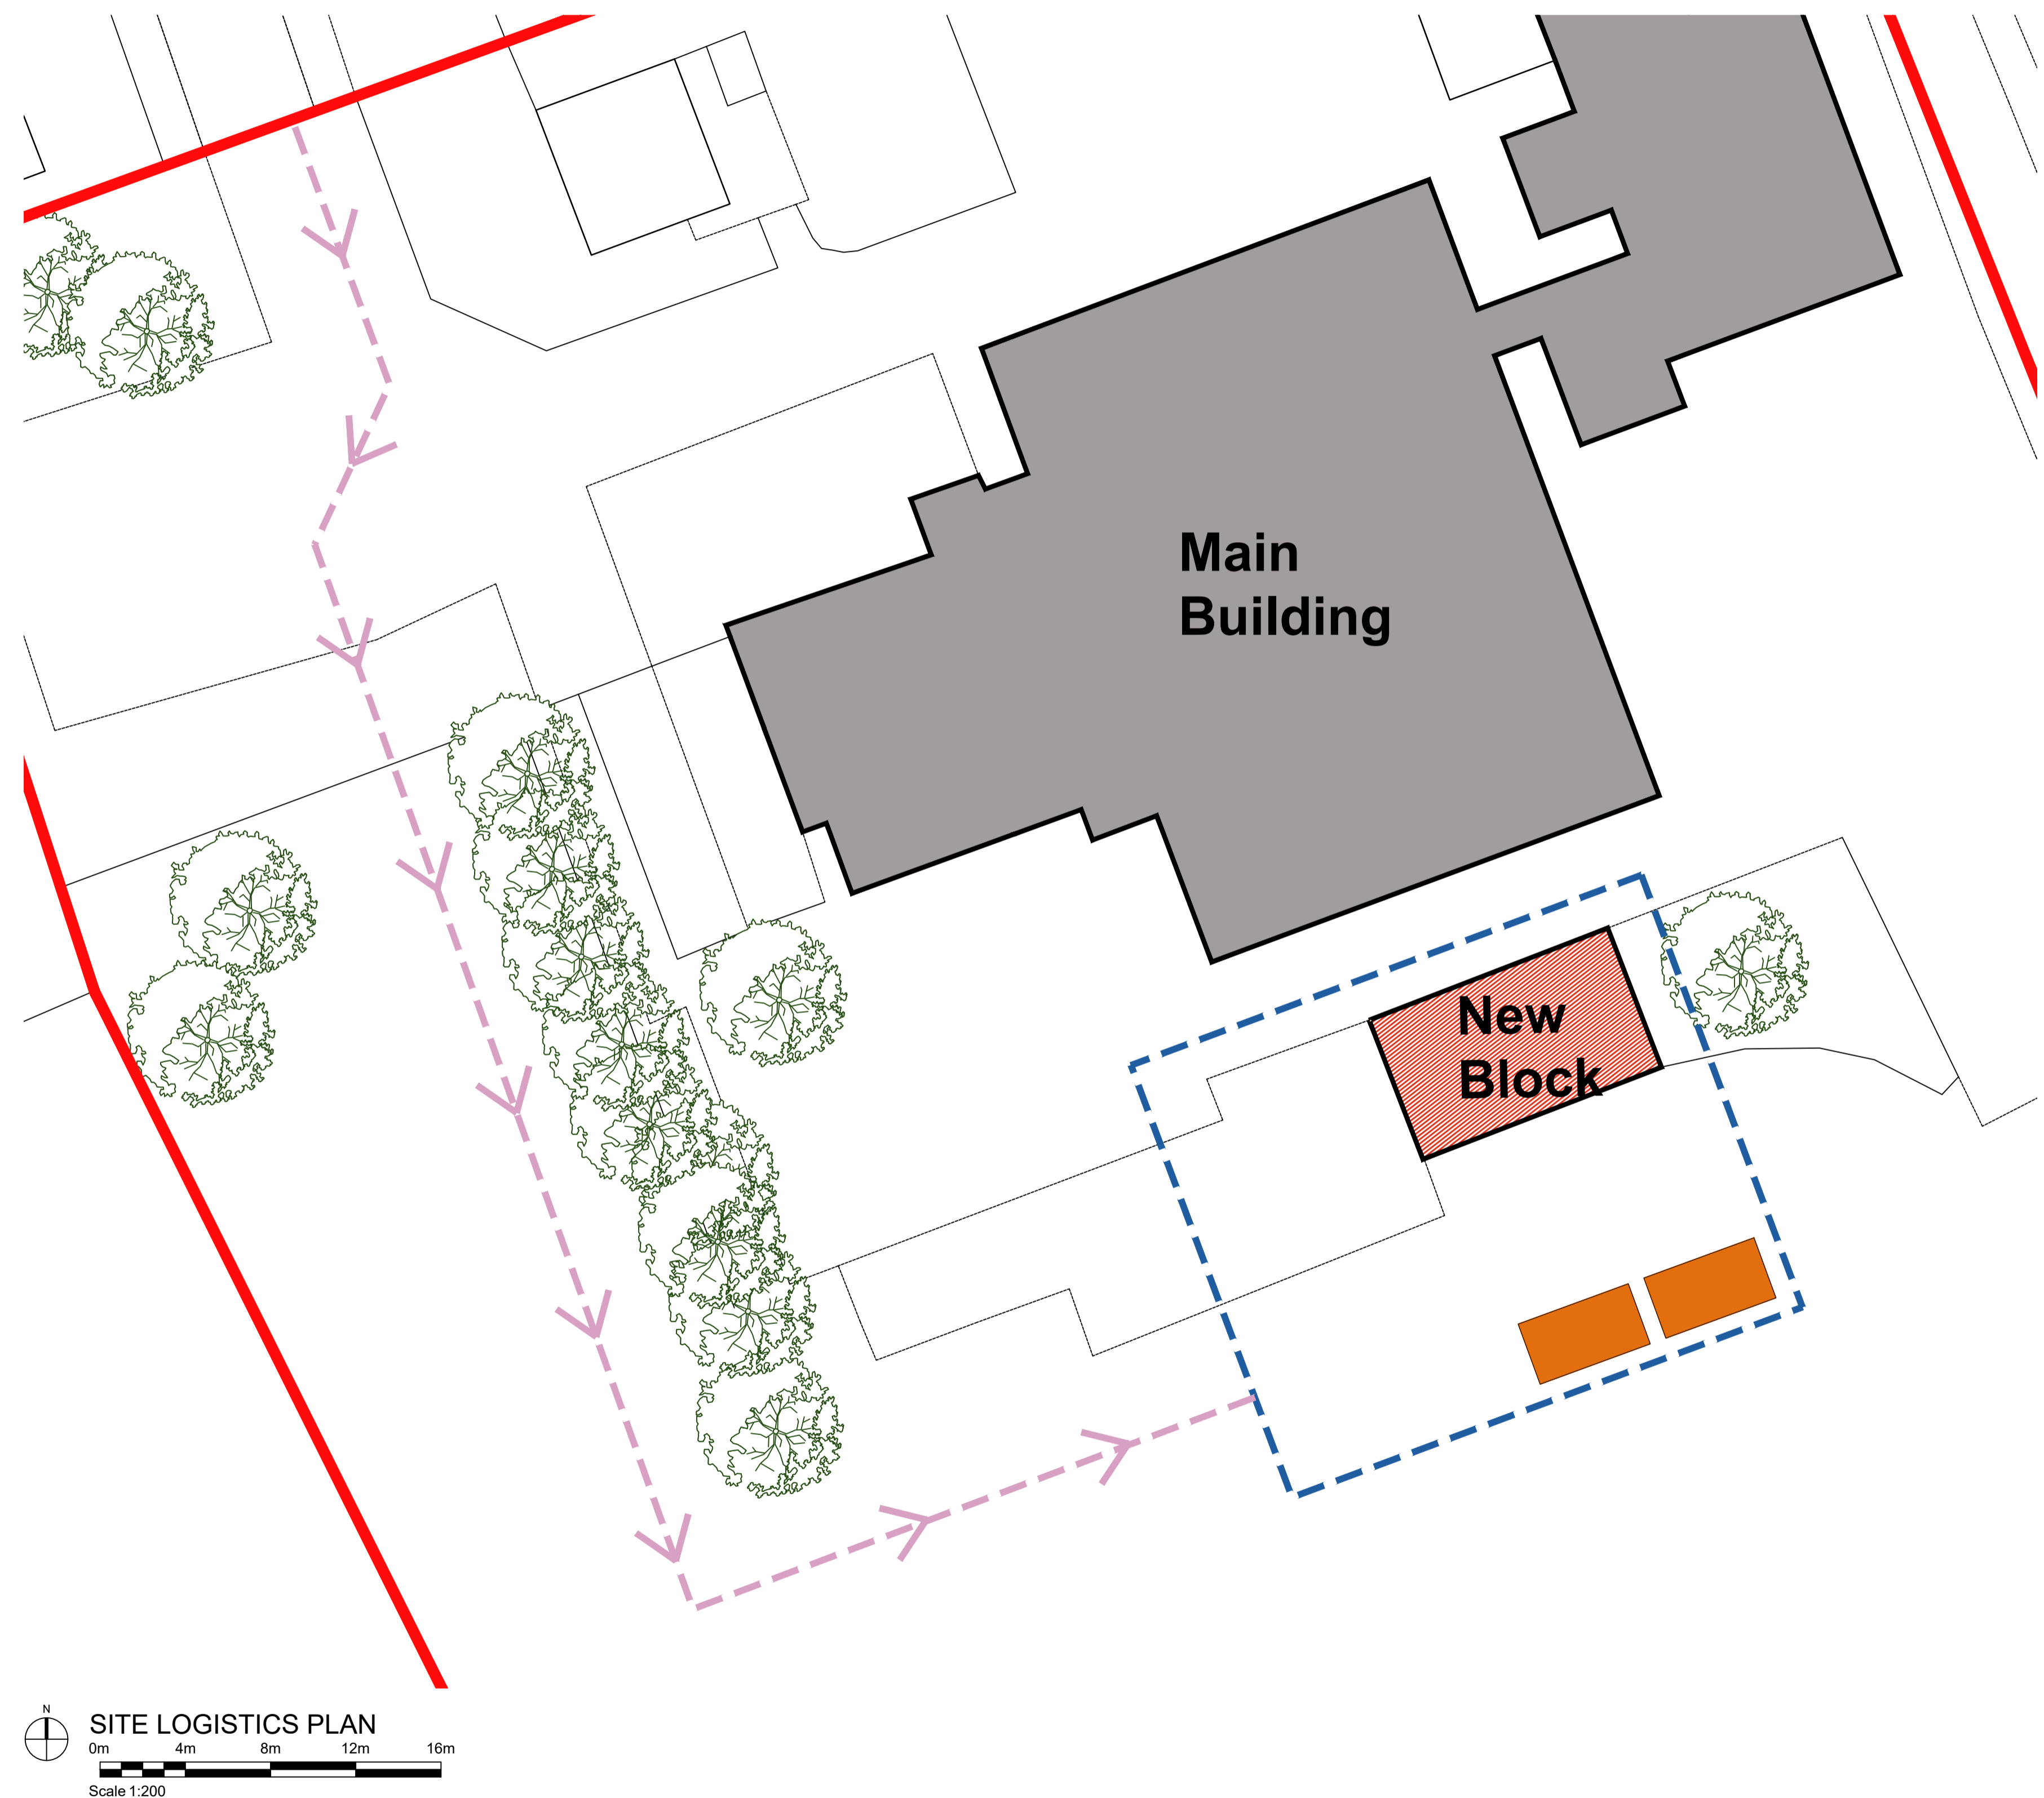 Main
Building
New
Block
N
SITE LOGISTICS PLAN
0m 4m 8m 12m 16m
Scale 1:200